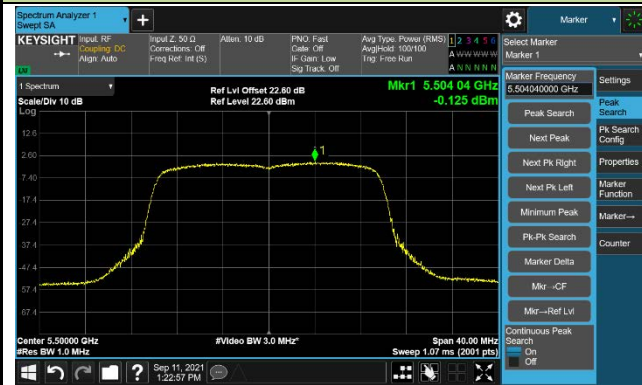 Spectrum Analyzer 1
Swept SA
Marker
KEYSIGHT
Input: RF
Coupling: DC
Align: Auto
Input Z: 50 Ω
Corrections: Off
Freq Ref: Int (S)
Atten: 10 dB
PNO: Fast
Gate: Off
IF Gain: Low
Sig Track: Off
Avg Type: Power (RMS)
Avg|Hold: 100/100
Trig: Free Run
1 2 3 4 5 6
A W W W W W
A N N N N N
Select Marker
Marker 1
1 Spectrum
Scale/Div 10 dB
Log
Ref Lvl Offset 22.60 dB
Ref Level 22.60 dBm
Mkr1 5.504 04 GHz
-0.125 dBm
12.6
2.60
-7.40
-17.4
-27.4
-37.4
-47.4
-57.4
-67.4
1
Center 5.50000 GHz
#Res BW 1.0 MHz
#Video BW 3.0 MHz*
Span 40.00 MHz
Sweep 1.07 ms (2001 pts)
Marker Frequency
5.504040000 GHz
Peak Search
Next Peak
Next Pk Right
Next Pk Left
Minimum Peak
Pk-Pk Search
Marker Delta
Mkr→CF
Mkr→Ref Lvl
Continuous Peak
Search
On
Off
Settings
Peak
Search
Pk Search
Config
Properties
Marker
Function
Marker→
Counter
Sep 11, 2021
1:22:57 PM